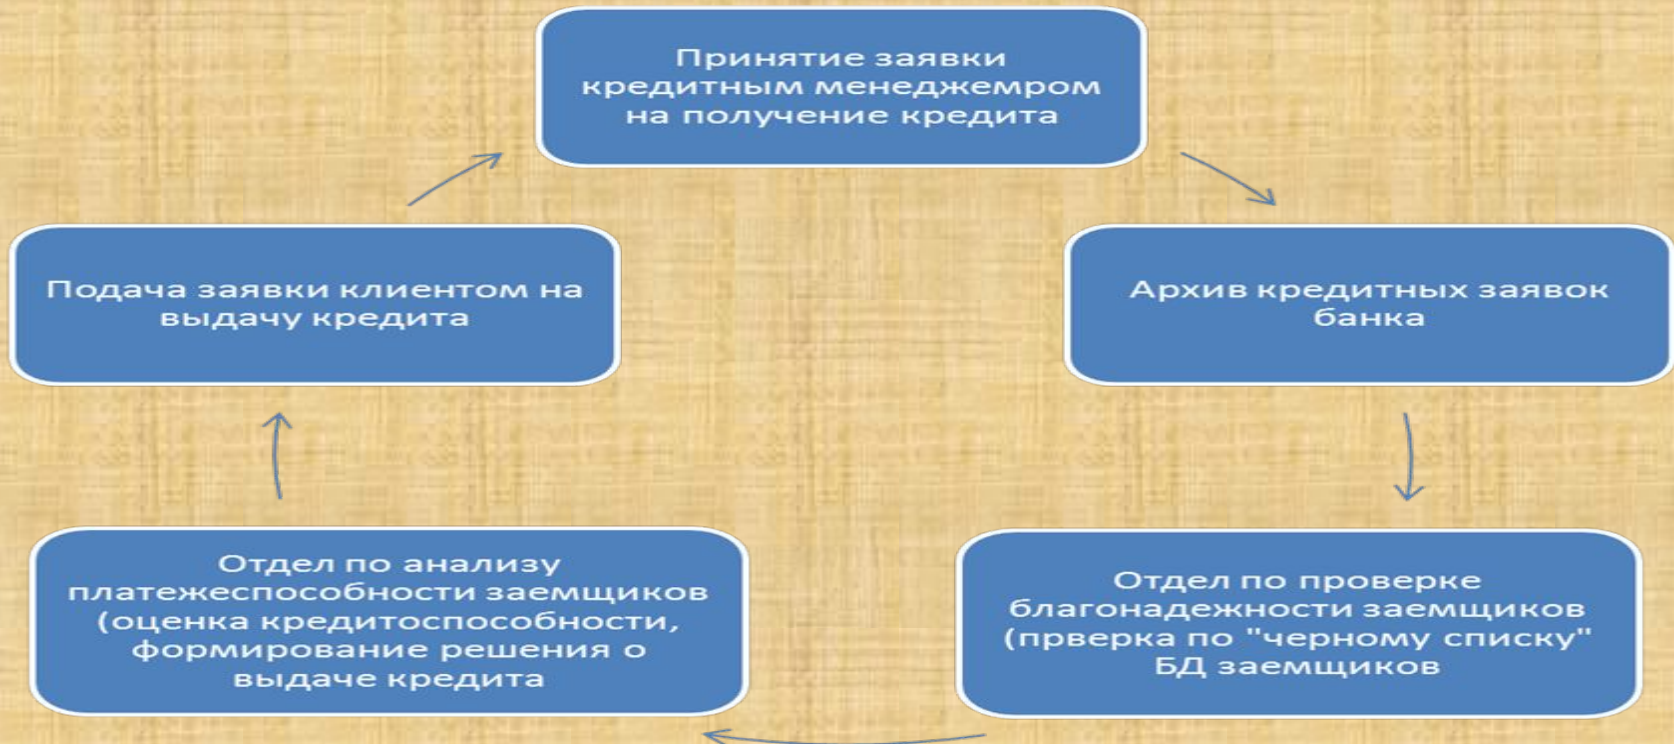 Принятие заявки
кредитным менеджемром
на получение кредита
Подача заявки клиентом на
выдачу кредита
Архив кредитных заявок
банка
Отдел по анализу
платежеспособности заемщиков
(оценка кредитоспособности,
формирование решения о
выдаче кредита
Отдел по проверке
благонадежности заемщиков
(прверка по "черному списку"
БД заемщиков